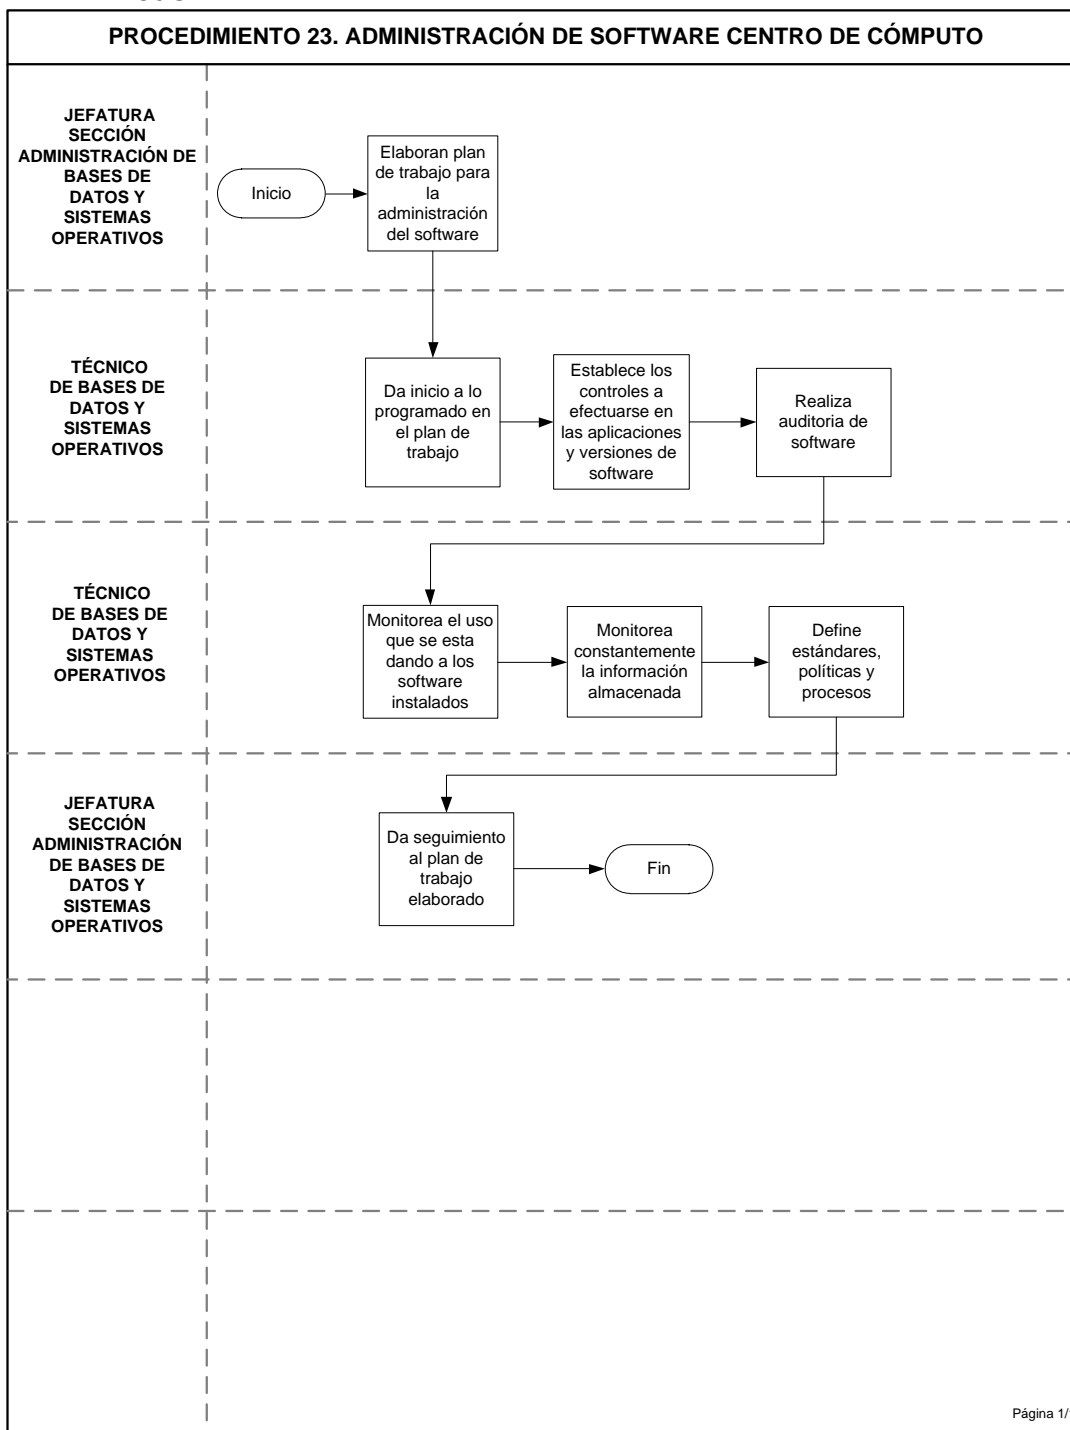 PROCEDIMIENTO 23. ADMINISTRACIÓN DE SOFTWARE CENTRO DE CÓMPUTO
JEFATURA
SECCIÓN
ADMINISTRACIÓN DE
BASES DE
DATOS Y
SISTEMAS
OPERATIVOS
Inicio
Elaboran plan
de trabajo para
la
administración
del software
TÉCNICO
DE BASES DE
DATOS Y
SISTEMAS
OPERATIVOS
Da inicio a lo
programado en
el plan de
trabajo
Establece los
controles a
efectuarse en
las aplicaciones
y versiones de
software
Realiza
auditoria de
software
TÉCNICO
DE BASES DE
DATOS Y
SISTEMAS
OPERATIVOS
Monitorea el uso
que se esta
dando a los
software
instalados
Monitorea
constantemente
la información
almacenada
Define
estándares,
políticas y
procesos
JEFATURA
SECCIÓN
ADMINISTRACIÓN
DE BASES DE
DATOS Y
SISTEMAS
OPERATIVOS
Da seguimiento
al plan de
trabajo
elaborado
Fin
Página 1/